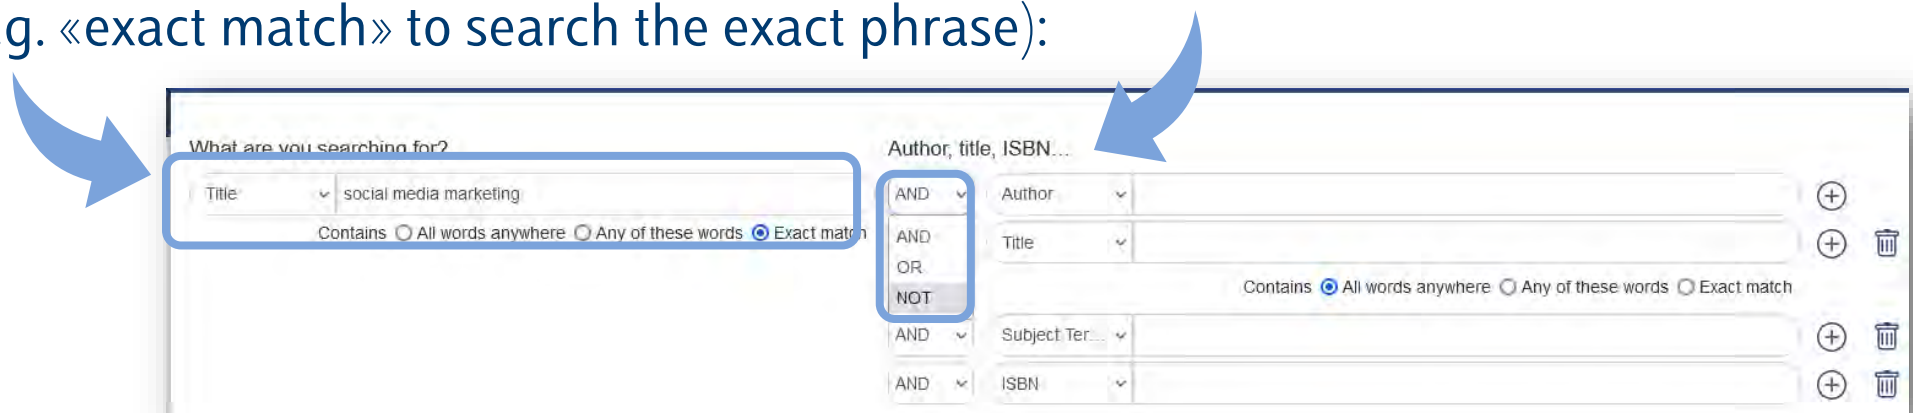 g. «exact match» to search the exact phrase):
What are you searching for?
Author, title, ISBN...
Title social media marketing
AND Author
Contains All words anywhere Any of these words Exact match
AND
Title
OR
Contains All words anywhere Any of these words Exact match
NOT
AND Subject Ter...
AND ISBN